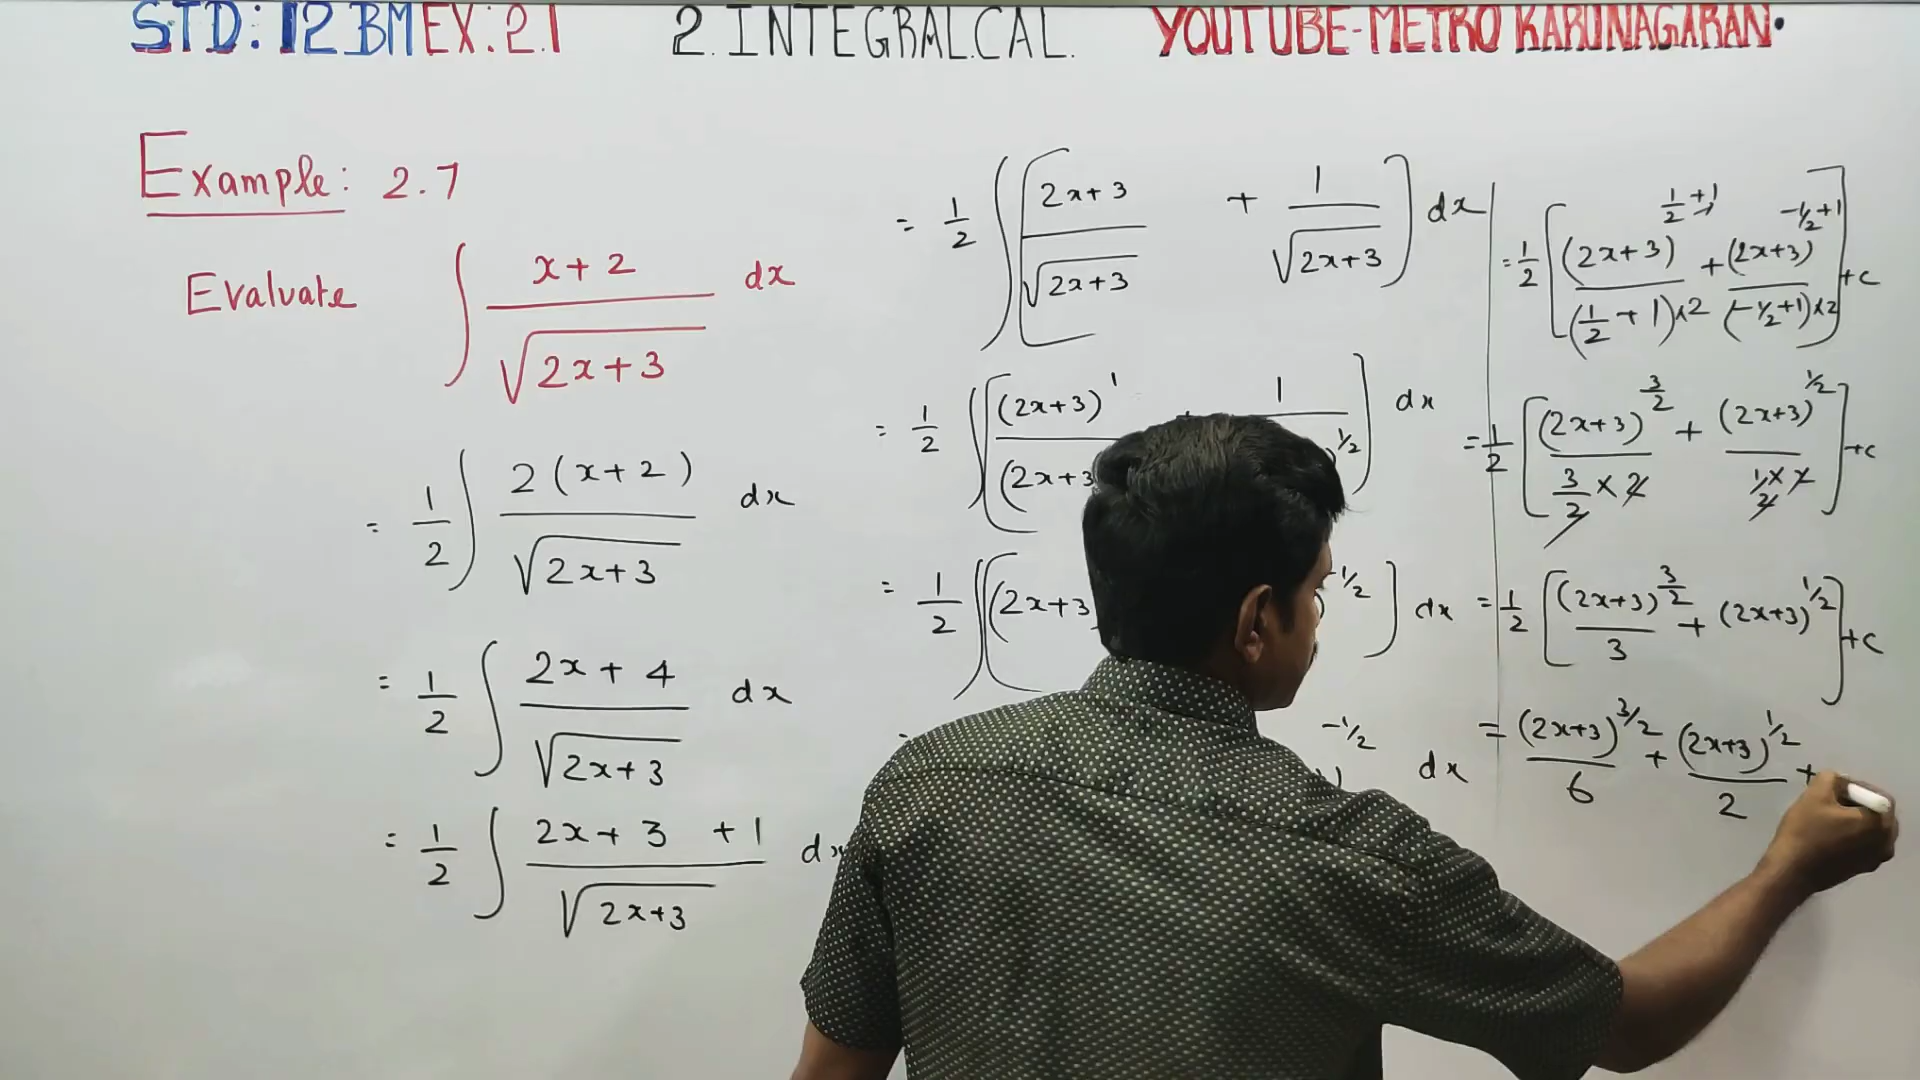 STD: 12 BM EX: 2.1 2. INTEGRAL.CAL. YOUTUBE-METRO KARUNAGARAN.
Example: 2.7
Evaluate ∫ x+2 / √2x+3 dx
= 1/2 ∫ 2(x+2) / √2x+3 dx
= 1/2 ∫ 2x+4 / √2x+3 dx
= 1/2 ∫ 2x+3 +1 / √2x+3 dx
= 1/2 ∫ [2x+3 / √2x+3 + 1 / √2x+3] dx
= 1/2 ∫ [(2x+3)^1 / (2x+3 1 ^1/2] dx
= 1/2 ∫ [(2x+3 ^-1/2] dx
^-1/2 dx
= 1/2 [(2x+3)^1/2+1 / (1/2+1)×2 + (2x+3)^-1/2+1 / (-1/2+1)×2] +c
= 1/2 [(2x+3)^3/2 / 3/2 × 2 + (2x+3)^1/2 / 1/2 × 2] +c
= 1/2 [(2x+3)^3/2 / 3 + (2x+3)^1/2] +c
= (2x+3)^3/2 / 6 + (2x+3)^1/2 / 2 +